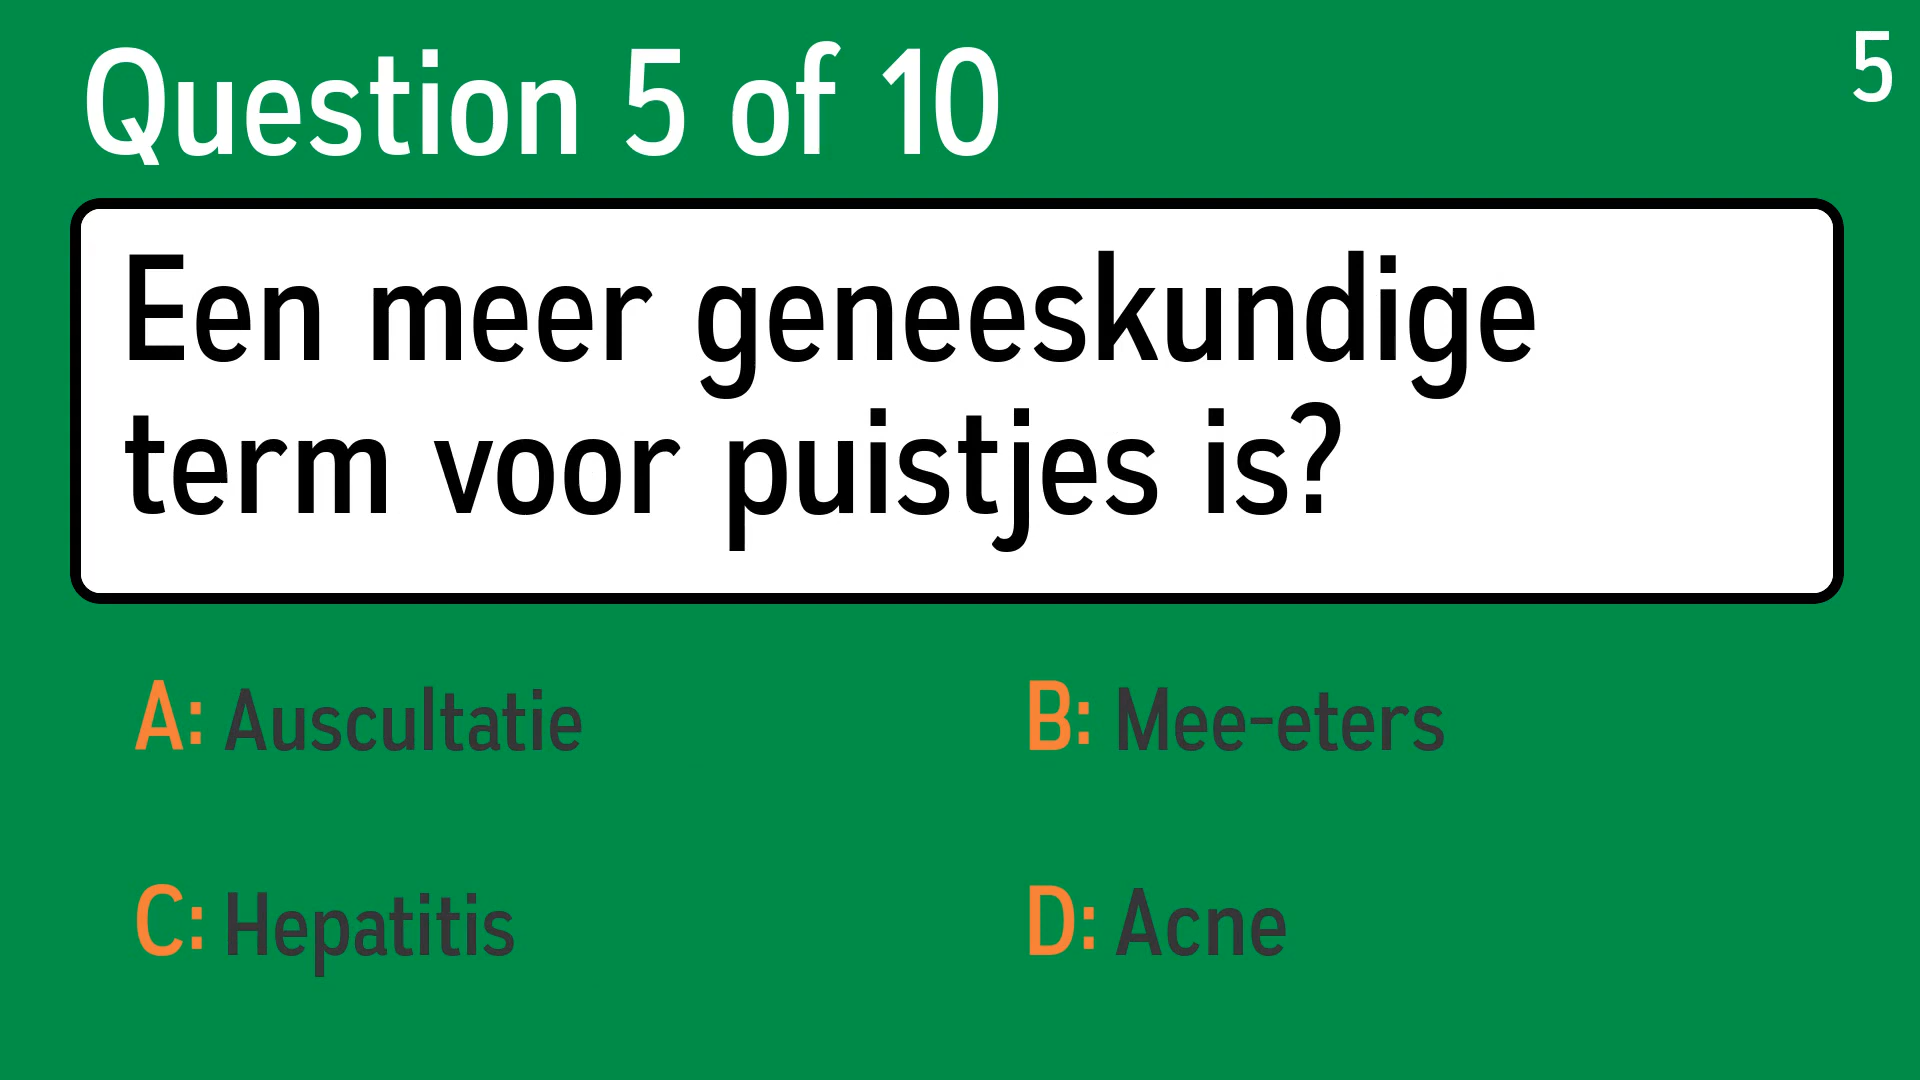 Question 5 of 10
5
Een meer geneeskundige
term voor puistjes is?
A: Auscultatie
B: Mee-eters
C: Hepatitis
D: Acne